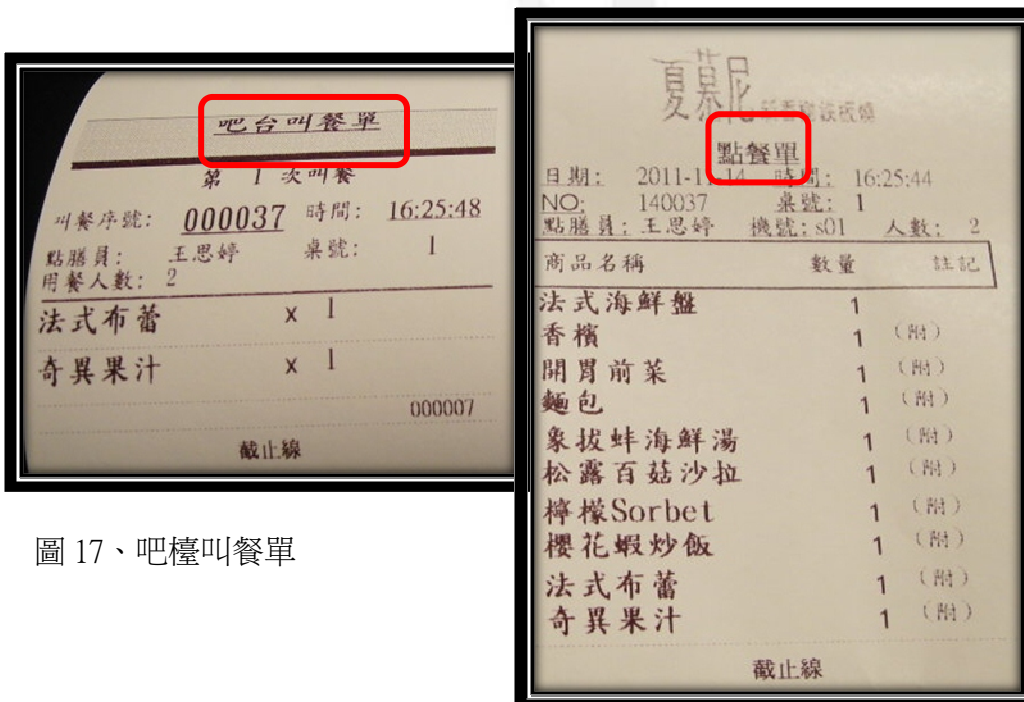 吧台叫餐單
第 1 次叫餐
叫餐序號: 000037 時間: 16:25:48
點膳員: 王思婷 桌號: 1
用餐人數: 2
法式布蕾 x 1
奇異果汁 x 1
000007
截止線
圖 17、吧檯叫餐單
夏慕尼 鐵板燒
點餐單
日期: 2011-11-14 時間: 16:25:44
NO: 140037 桌號: 1
點膳員: 王思婷 機號: s01 人數: 2
商品名稱 數量 註記
法式海鮮盤 1
香檳 1 (附)
開胃前菜 1 (附)
麵包 1 (附)
象拔蚌海鮮湯 1 (附)
松露百菇沙拉 1 (附)
檸檬Sorbet 1 (附)
櫻花蝦炒飯 1 (附)
法式布蕾 1 (附)
奇異果汁 1 (附)
截止線